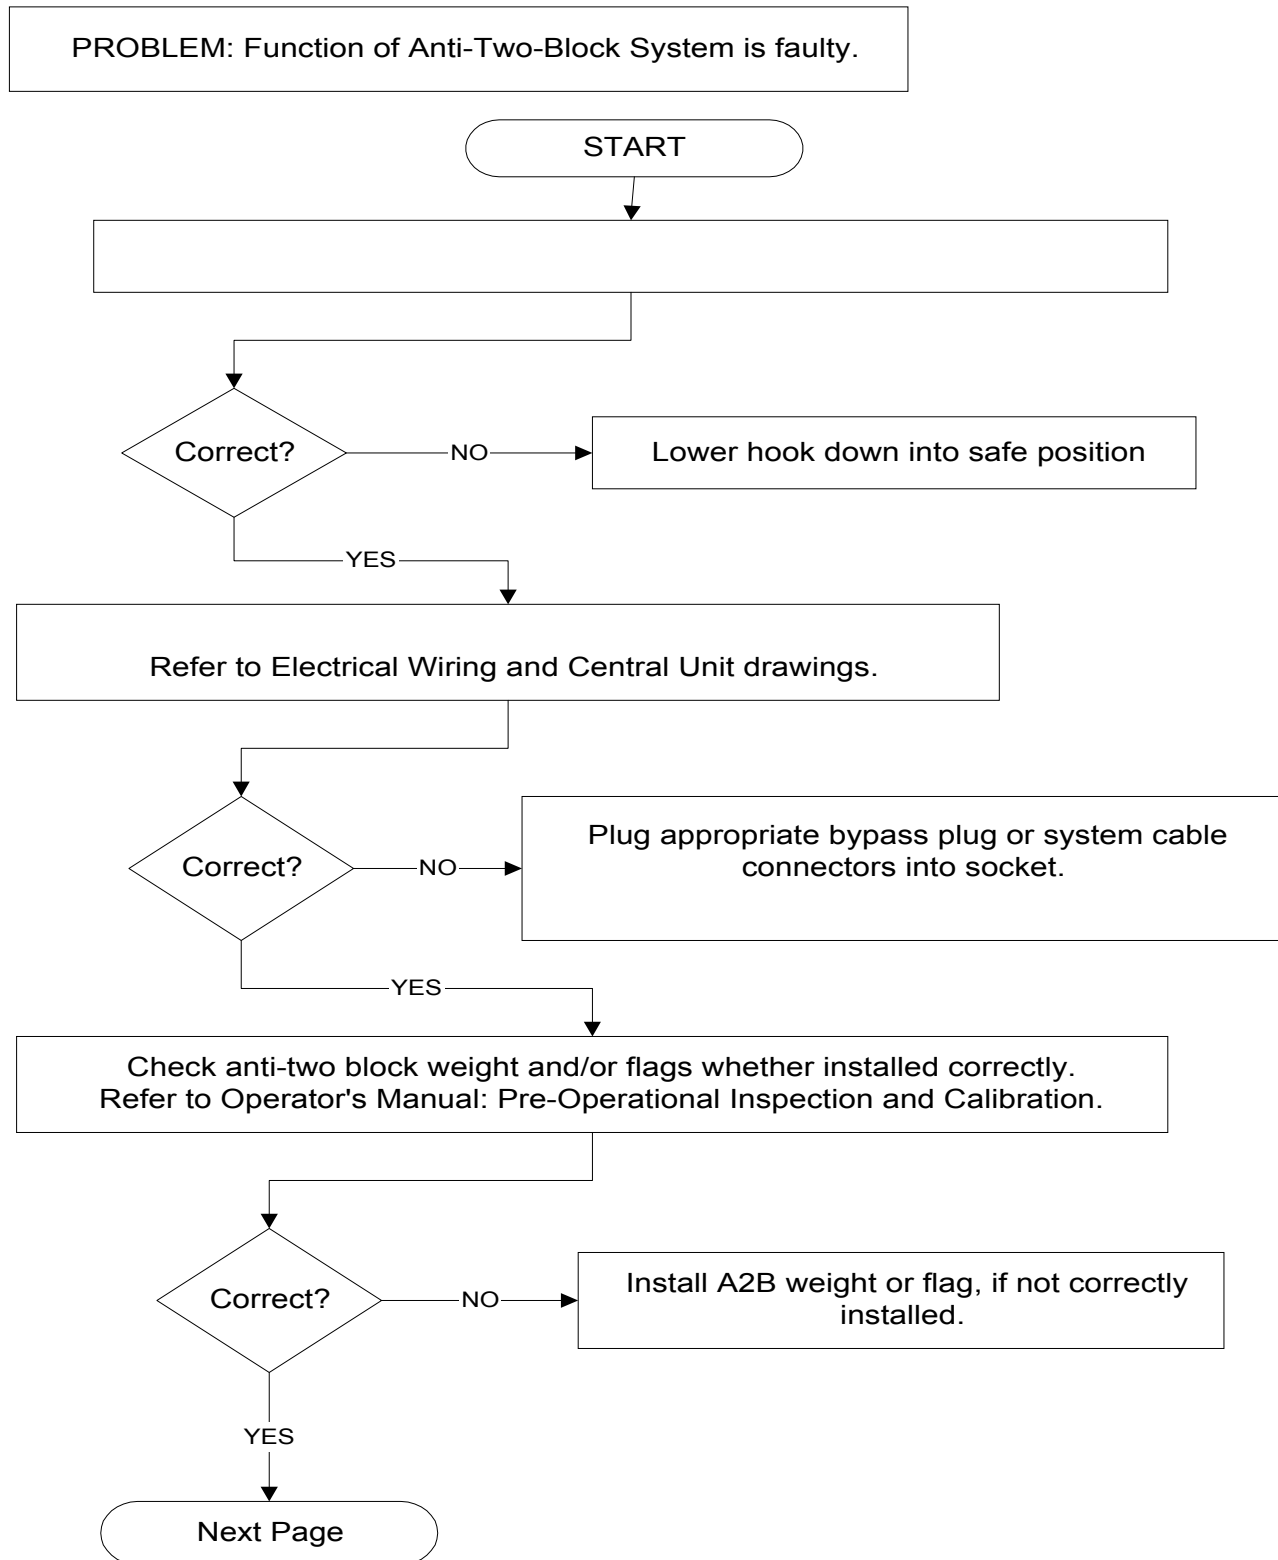 PROBLEM: Function of Anti-Two-Block System is faulty.
START
Correct?
NO
Lower hook down into safe position
YES
Refer to Electrical Wiring and Central Unit drawings.
Correct?
NO
Plug appropriate bypass plug or system cable
connectors into socket.
YES
Check anti-two block weight and/or flags whether installed correctly.
Refer to Operator's Manual: Pre-Operational Inspection and Calibration.
Correct?
NO
Install A2B weight or flag, if not correctly
installed.
YES
Next Page